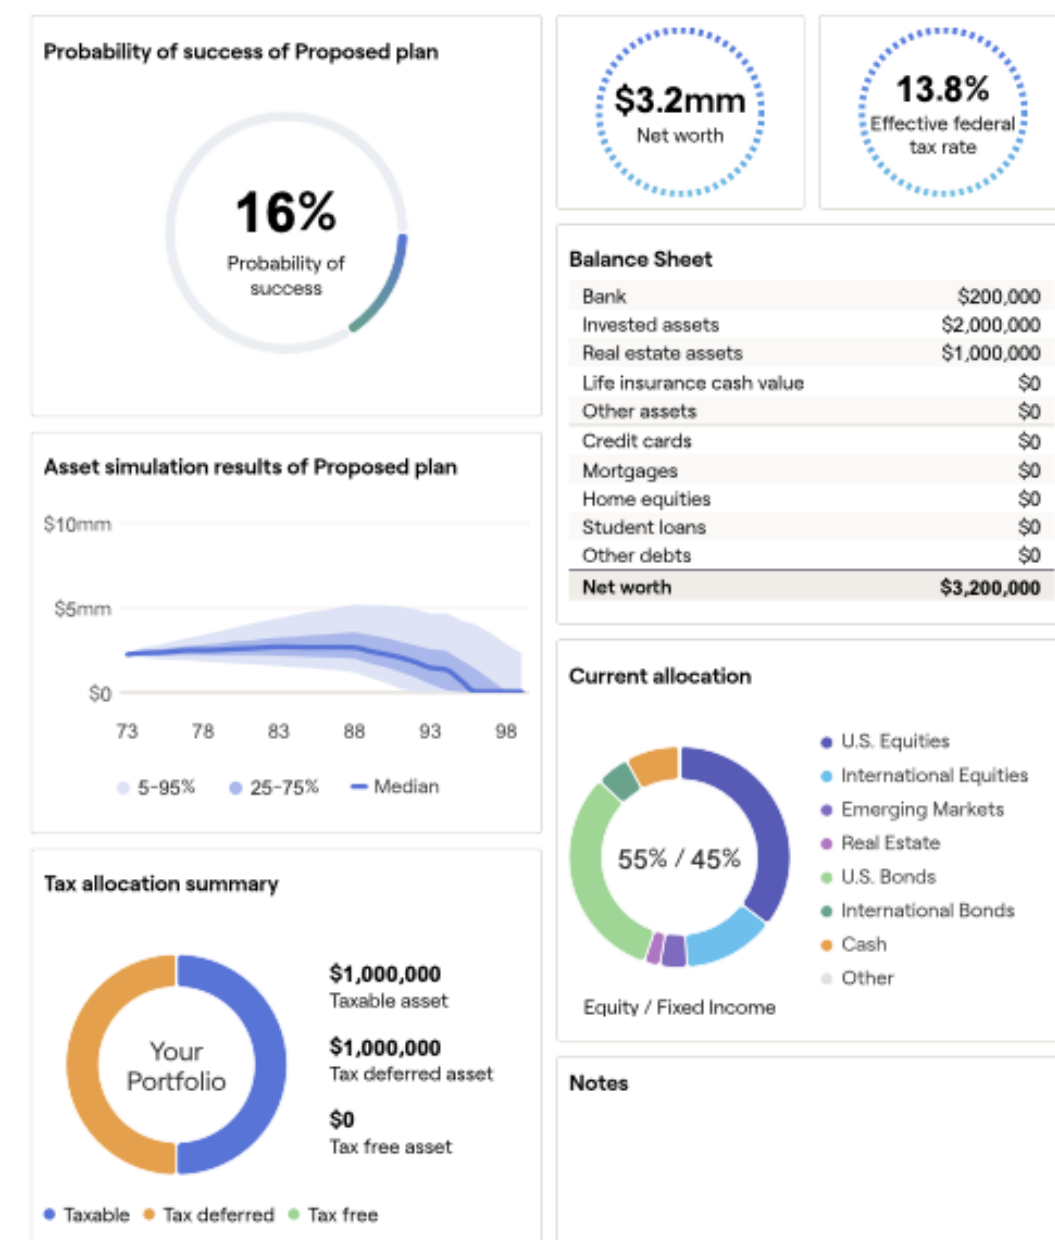 Probability of success of Proposed plan
16%
Probability of
success
$3.2mm
Net worth
13.8%
Effective federal
tax rate
Balance Sheet
Bank $200,000
Invested assets $2,000,000
Real estate assets $1,000,000
Life insurance cash value $0
Other assets $0
Credit cards $0
Mortgages $0
Home equities $0
Student loans $0
Other debts $0
Net worth $3,200,000
Asset simulation results of Proposed plan
$10mm
$5mm
$0
73 78 83 88 93 98
5-95% 25-75% Median
Current allocation
55% / 45%
Equity / Fixed Income
U.S. Equities
International Equities
Emerging Markets
Real Estate
U.S. Bonds
International Bonds
Cash
Other
Tax allocation summary
Your
Portfolio
$1,000,000
Taxable asset
$1,000,000
Tax deferred asset
$0
Tax free asset
Taxable Tax deferred Tax free
Notes